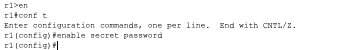 r1>en
r1#conf t
Enter configuration commands, one per line.  End with CNTL/Z.
r1(config)#enable secret password
r1(config)#